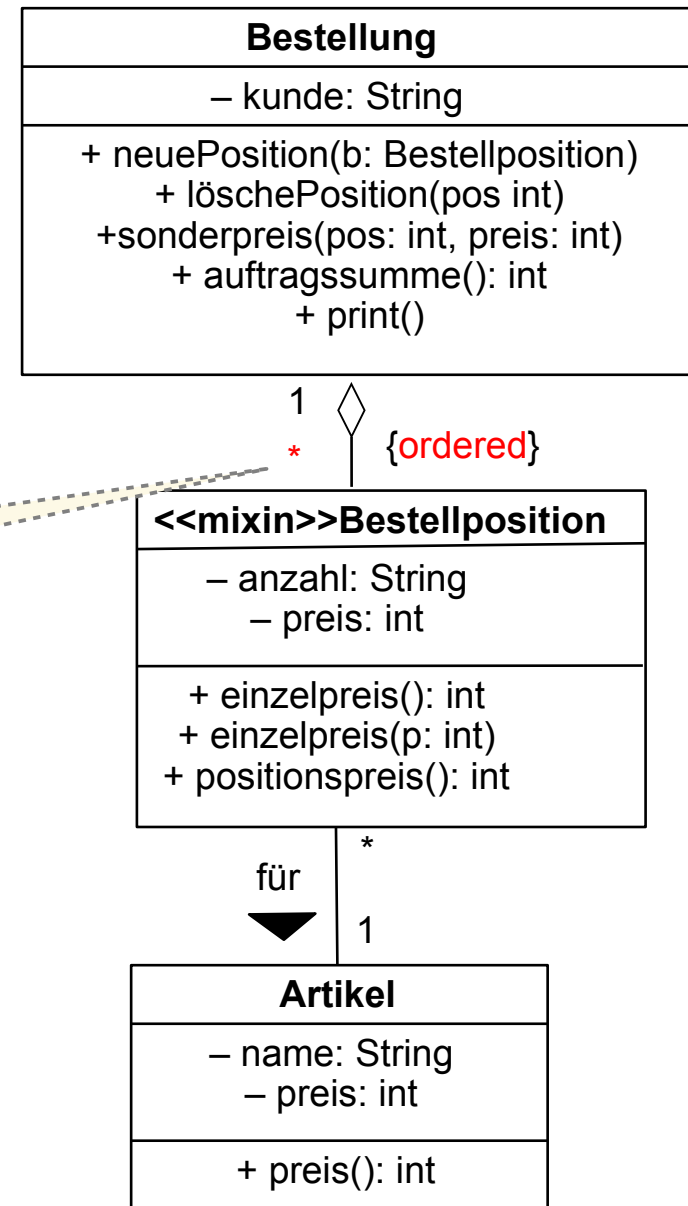 Bestellung
– kunde: String
+ neuePosition(b: Bestellposition)
+ löschePosition(pos int)
+sonderpreis(pos: int, preis: int)
+ auftragssumme(): int
+ print()
1
* {ordered}
<<mixin>>Bestellposition
– anzahl: String
– preis: int
+ einzelpreis(): int
+ einzelpreis(p: int)
+ positionspreis(): int
*
für
1
Artikel
– name: String
– preis: int
+ preis(): int